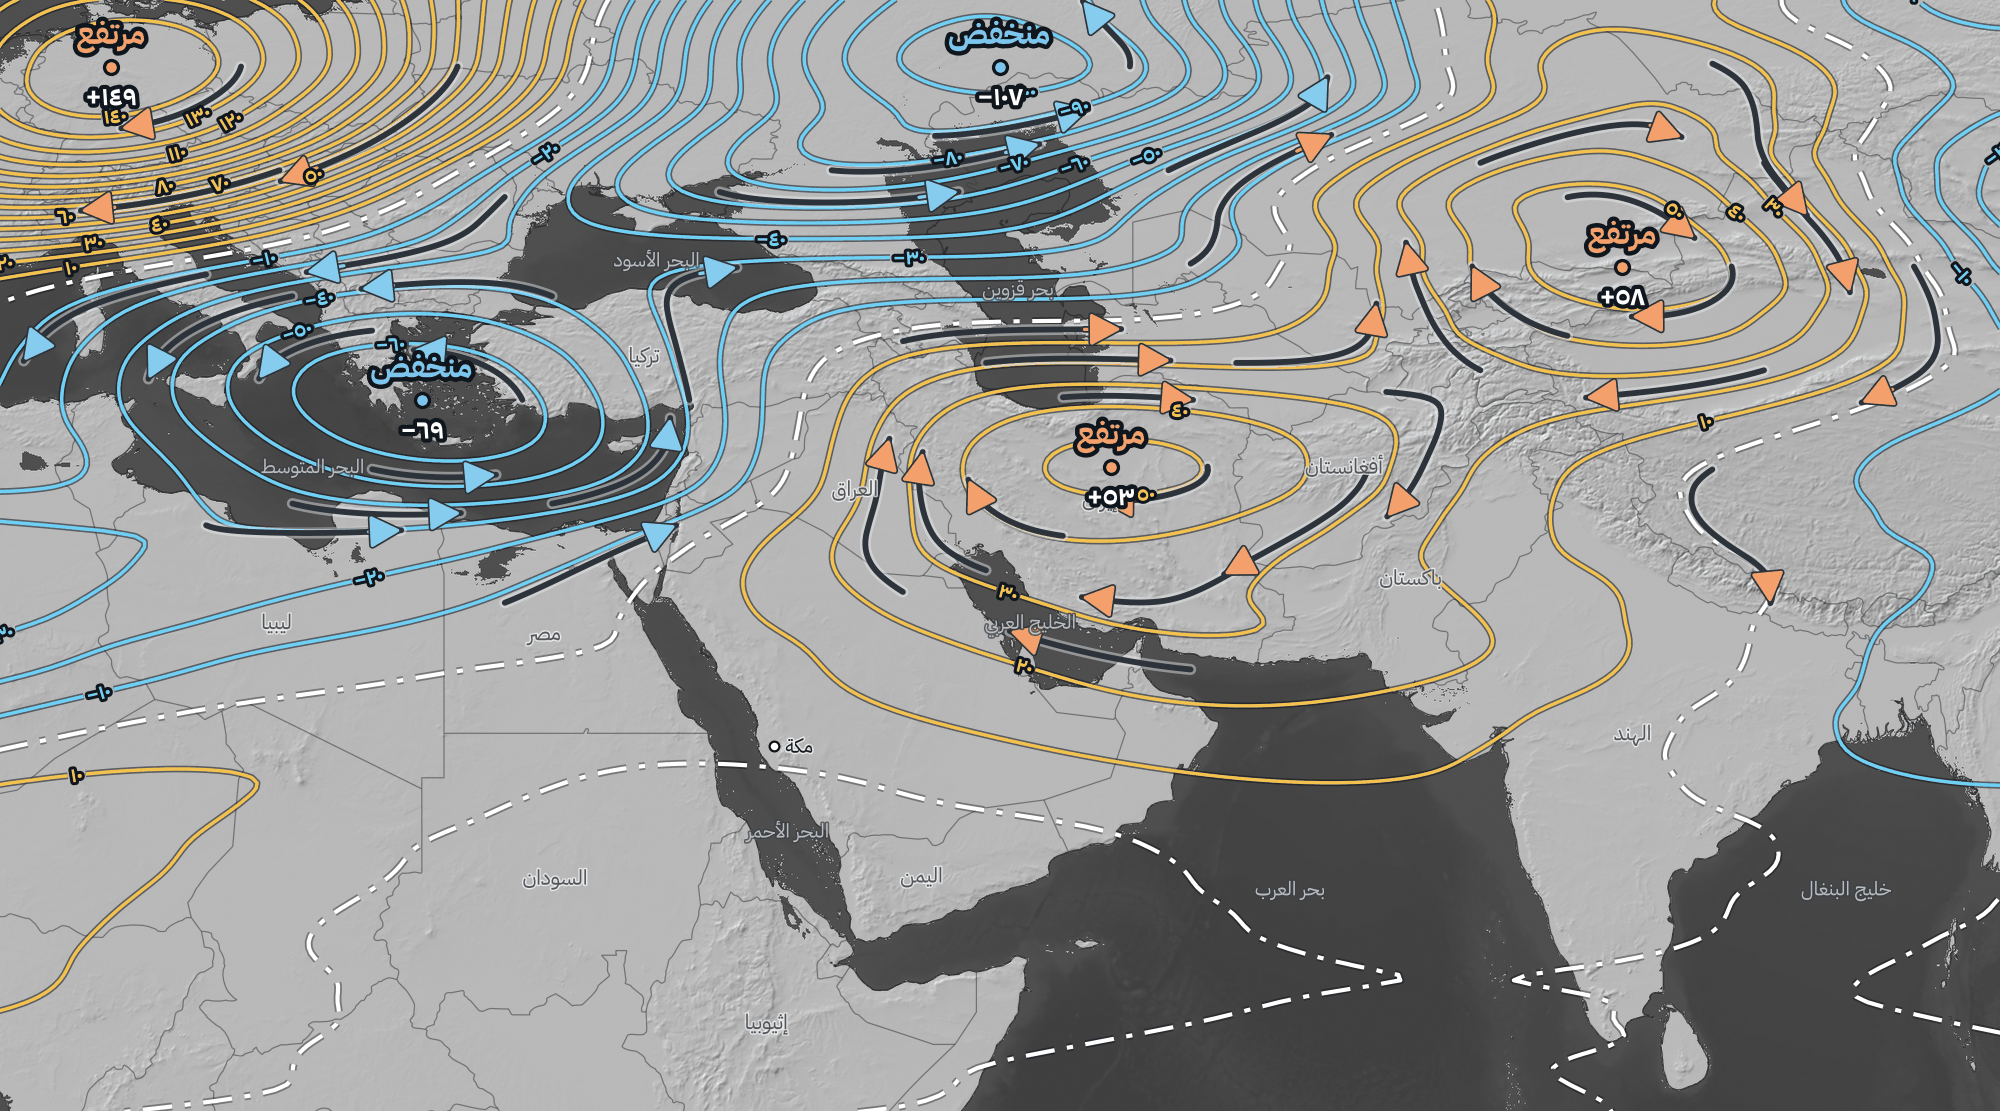 مرتفع
+١٤٩
١٤٠
١٣٠
١٢٠
١١٠
٨٠
٧٠
٥٠
٦٠
٤٠
٣٠
١٠
منخفض
−١٠٧
−٩٠
−٨٠
−٧٠
−٦٠
−٥٠
−٤٠
−٣٠
−٢٠
−١٠
البحر الأسود
بحر قزوين
مرتفع
+٥٨
٥٠
٤٠
٣٠
−١٠
−٤٠
−٥٠
−٦٠
منخفض
−٦٩
تركيا
البحر المتوسط
مرتفع
+٥٣
٥٠
٤٠
١٠
العراق
أفغانستان
باكستان
٣٠
الخليج العربي
٢٠
−٢٠
−١٠
ليبيا
مصر
مكة
الهند
١٠
البحر الأحمر
السودان
اليمن
بحر العرب
خليج البنغال
إثيوبيا